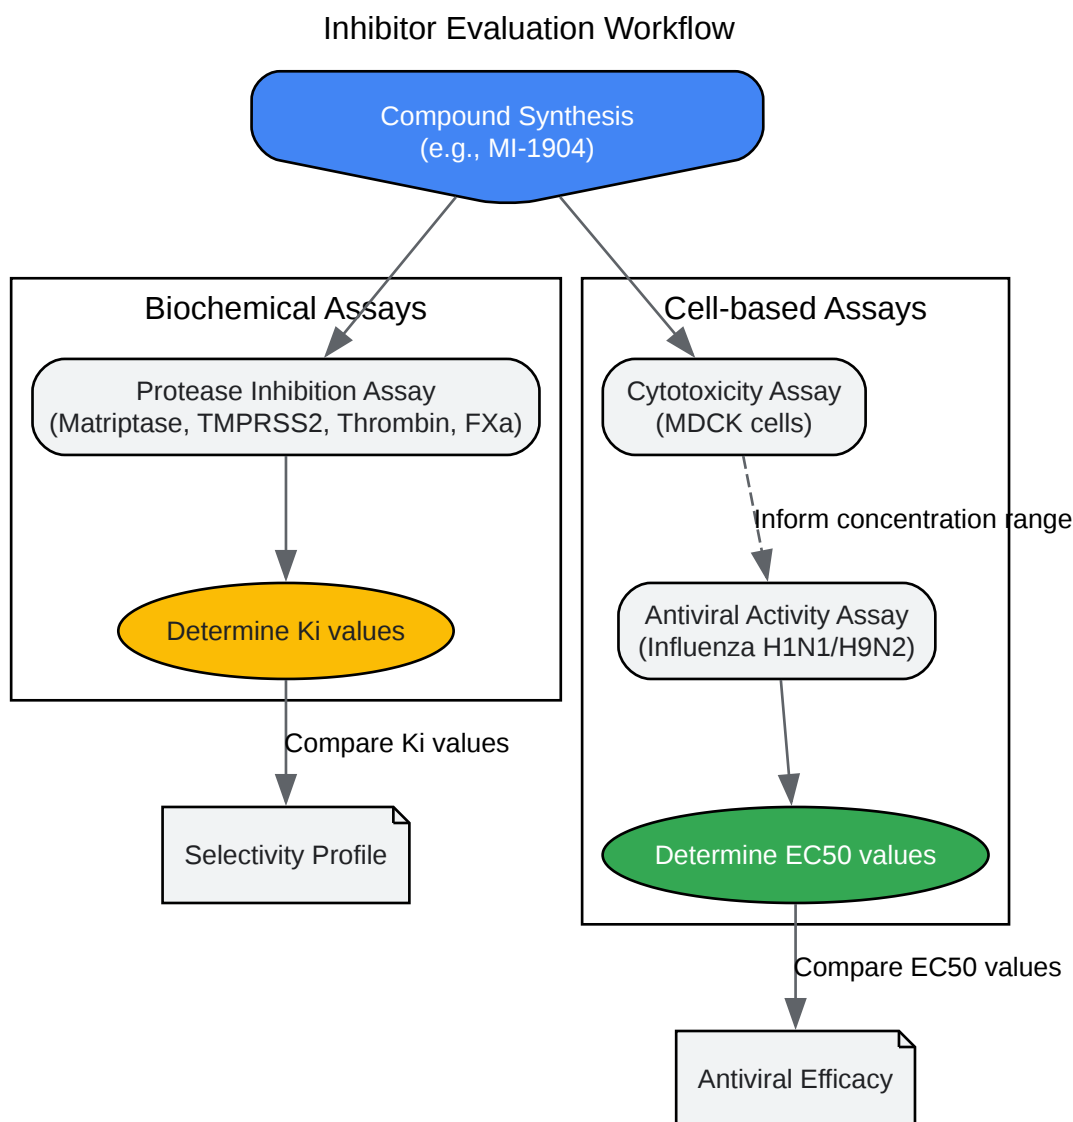 Inhibitor Evaluation Workflow
Compound Synthesis
(e.g., MI-1904)
Biochemical Assays
Protease Inhibition Assay
(Matriptase, TMPRSS2, Thrombin, FXa)
Determine Ki values
Compare Ki values
Selectivity Profile
Cell-based Assays
Cytotoxicity Assay
(MDCK cells)
Inform concentration range
Antiviral Activity Assay
(Influenza H1N1/H9N2)
Determine EC50 values
Compare EC50 values
Antiviral Efficacy